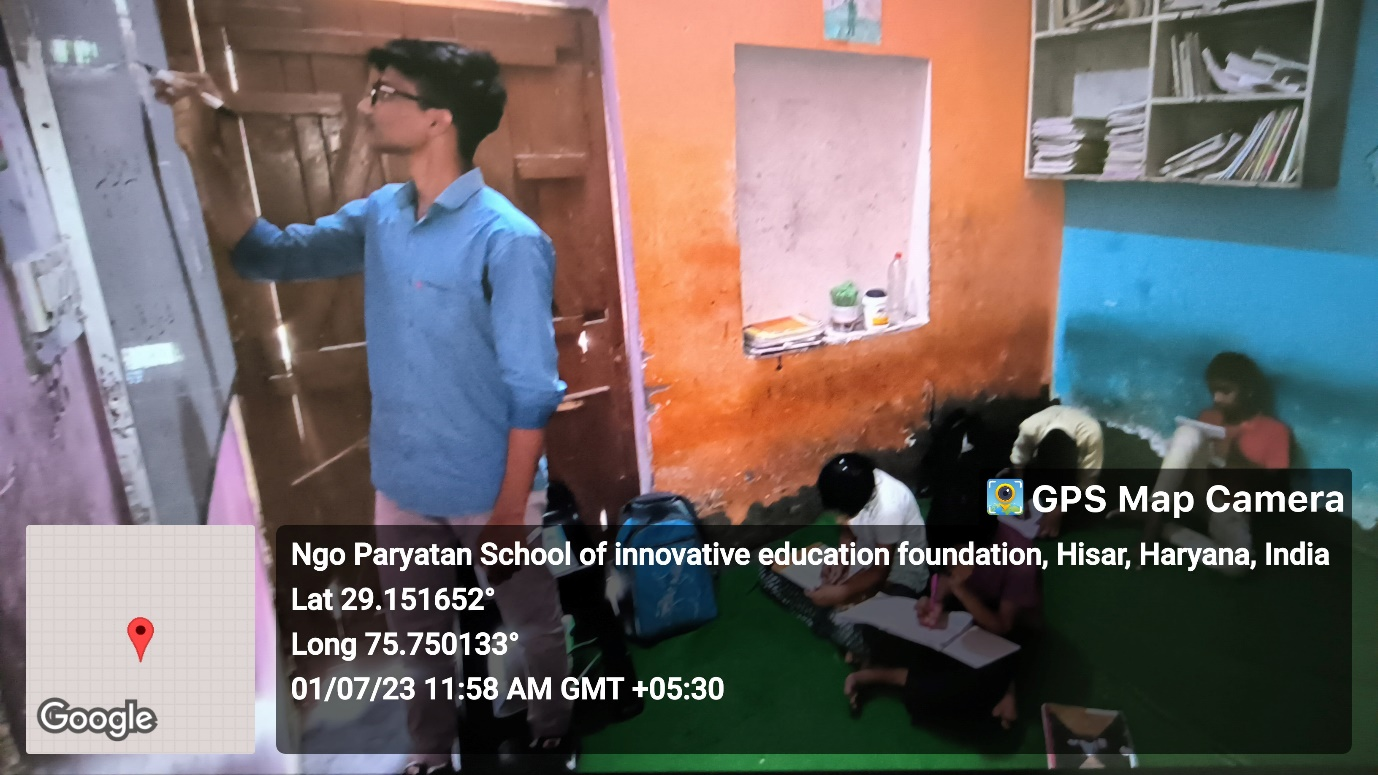 GPS Map Camera
Ngo Paryatan School of innovative education foundation, Hisar, Haryana, India
Lat 29.151652°
Long 75.750133°
01/07/23 11:58 AM GMT +05:30
Google